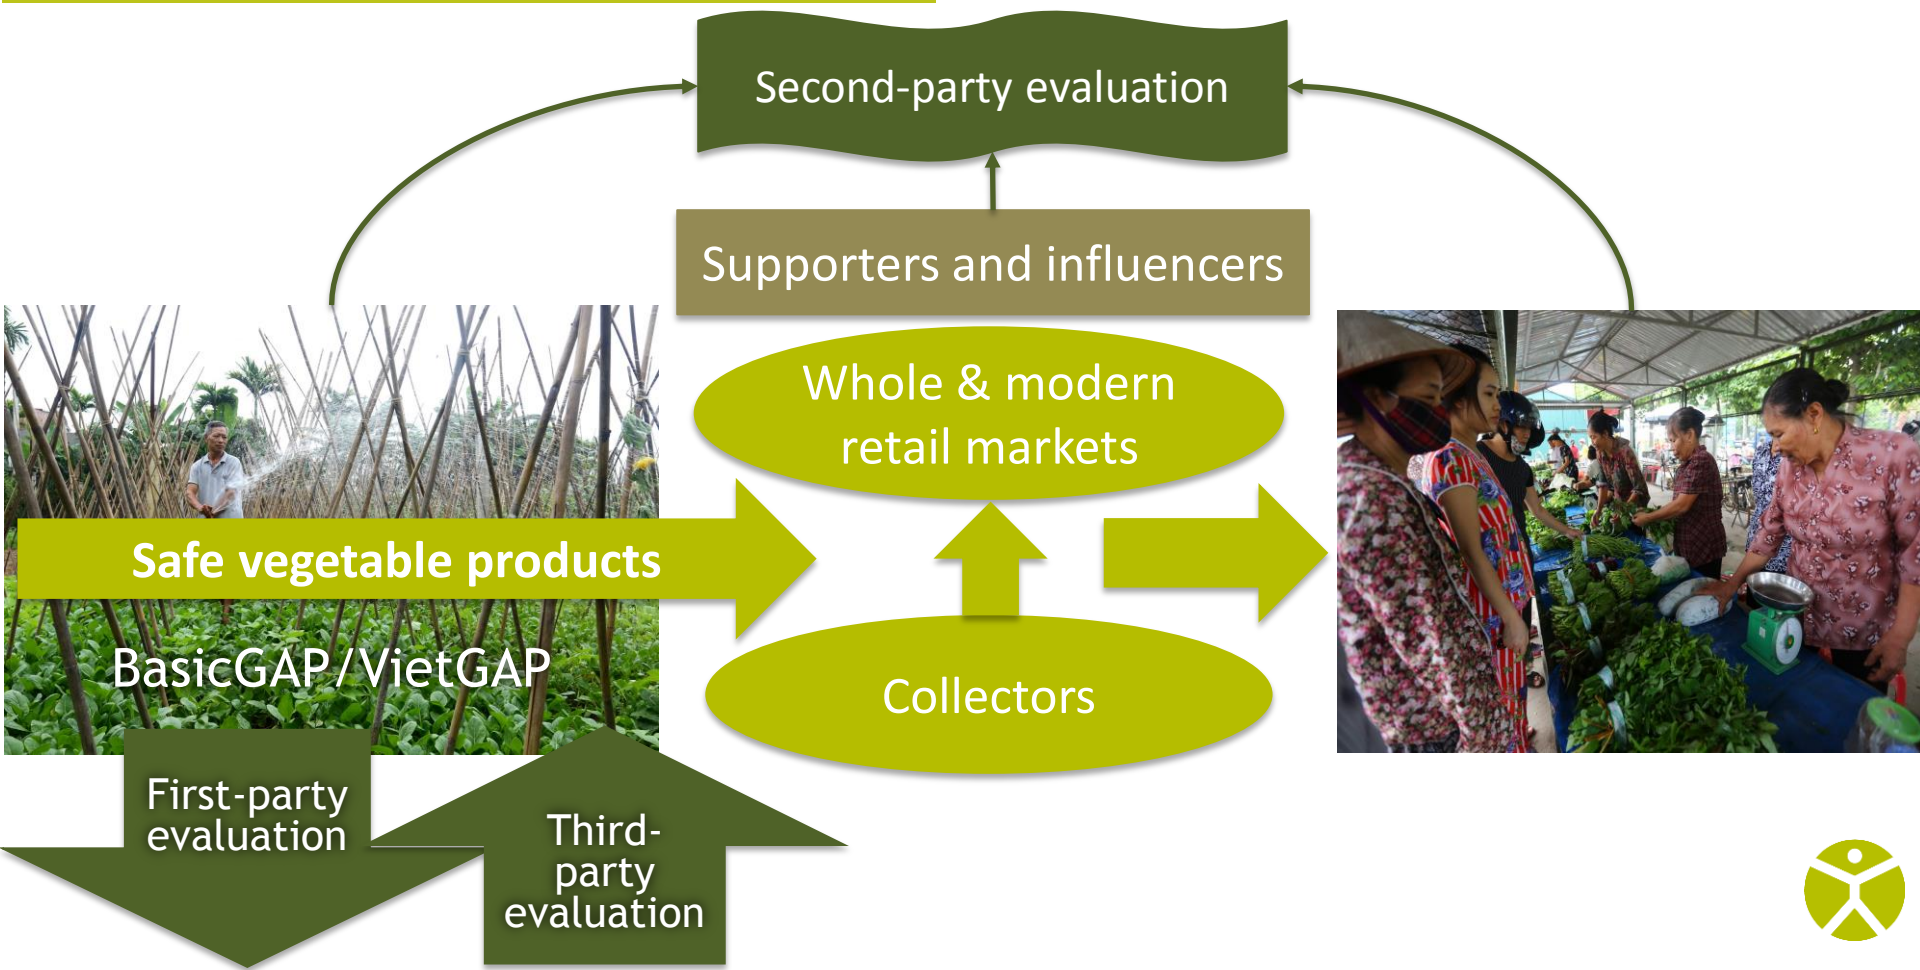 Second-party evaluation
Supporters and influencers
Whole & modern
retail markets
Safe vegetable products
BasicGAP/VietGAP
Collectors
First-party
evaluation
Third-
party
evaluation